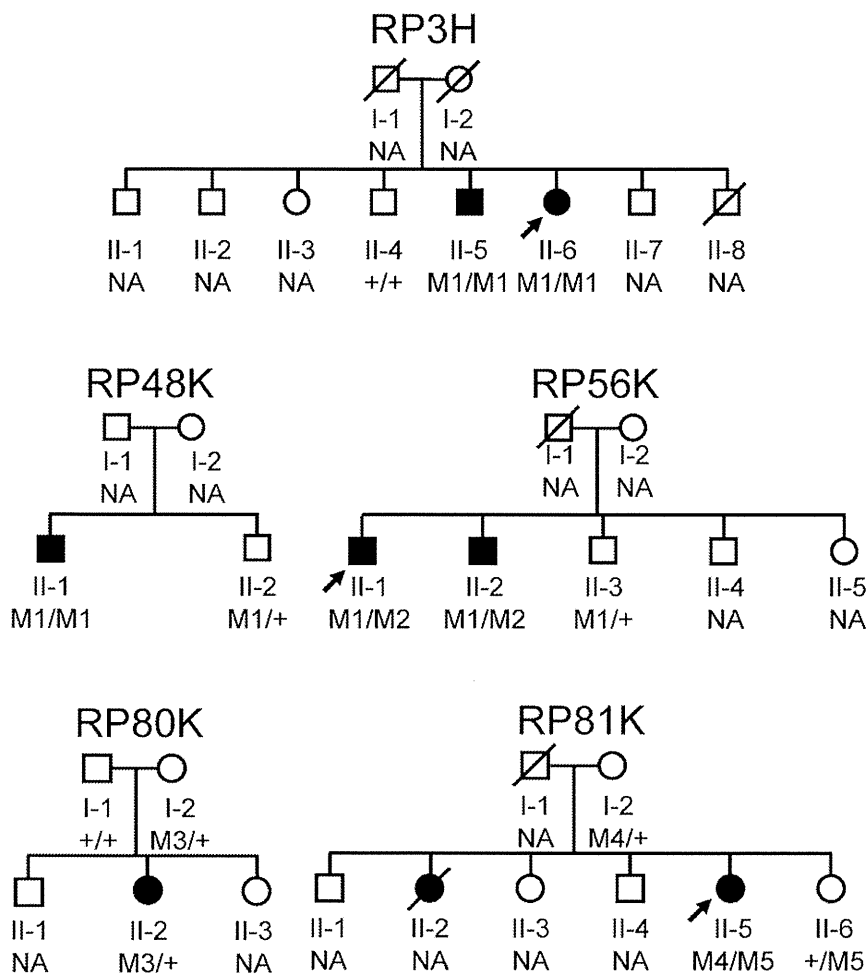 RP3H
I-1 I-2
NA NA
II-1 II-2 II-3 II-4 II-5 II-6 II-7 II-8
NA NA NA +/+ M1/M1 M1/M1 NA NA
RP48K
I-1 I-2
NA NA
II-1 II-2
M1/M1 M1/+
RP56K
I-1 I-2
NA NA
II-1 II-2 II-3 II-4 II-5
M1/M2 M1/M2 M1/+ NA NA
RP80K
I-1 I-2
+/+ M3/+
II-1 II-2 II-3
NA M3/+ NA
RP81K
I-1 I-2
NA M4/+
II-1 II-2 II-3 II-4 II-5 II-6
NA NA NA NA M4/M5 +/M5